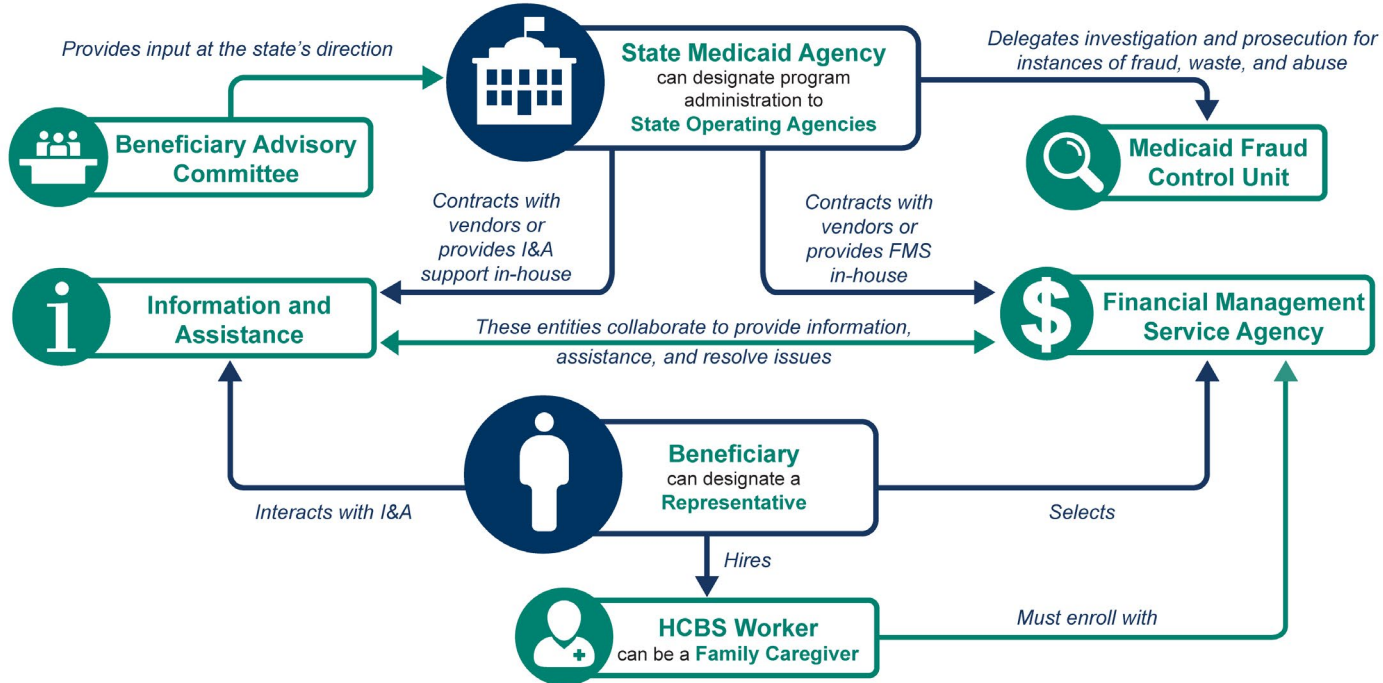 Provides input at the state's direction
State Medicaid Agency
can designate program
administration to
State Operating Agencies
Delegates investigation and prosecution for
instances of fraud, waste, and abuse
Beneficiary Advisory
Committee
Medicaid Fraud
Control Unit
Contracts with
vendors or
provides I&A
support in-house
Contracts with
vendors or
provides FMS
in-house
i
Information and
Assistance
These entities collaborate to provide information,
assistance, and resolve issues
$
Financial Management
Service Agency
Beneficiary
can designate a
Representative
Interacts with I&A
Selects
Hires
HCBS Worker
can be a Family Caregiver
Must enroll with